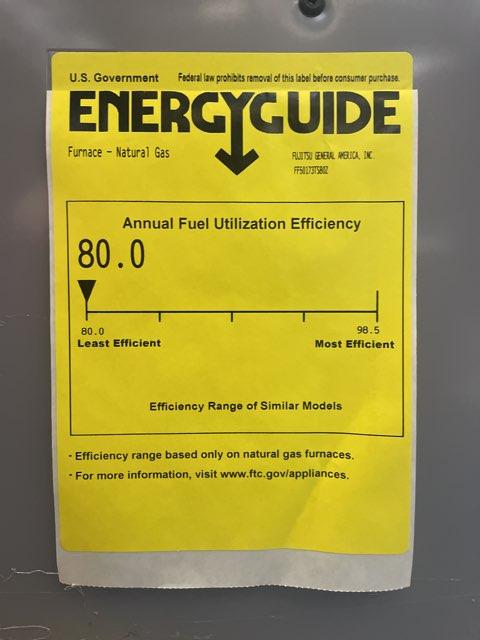 U.S. Government Federal law prohibits removal of this label before consumer purchase.
ENERGYGUIDE
Furnace - Natural Gas
FUJITSU GENERAL AMERICA, INC.
FFS0173TS80Z
Annual Fuel Utilization Efficiency
80.0
80.0 98.5
Least Efficient Most Efficient
Efficiency Range of Similar Models
- Efficiency range based only on natural gas furnaces.
- For more information, visit www.ftc.gov/appliances.